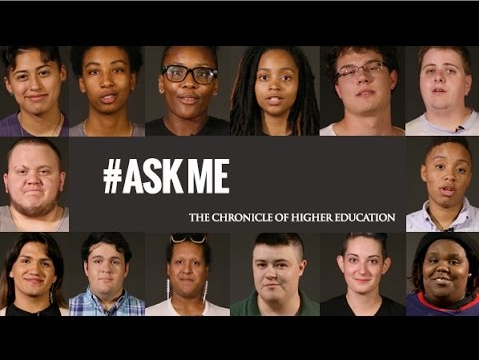 #ASK ME
THE CHRONICLE OF HIGHER EDUCATION